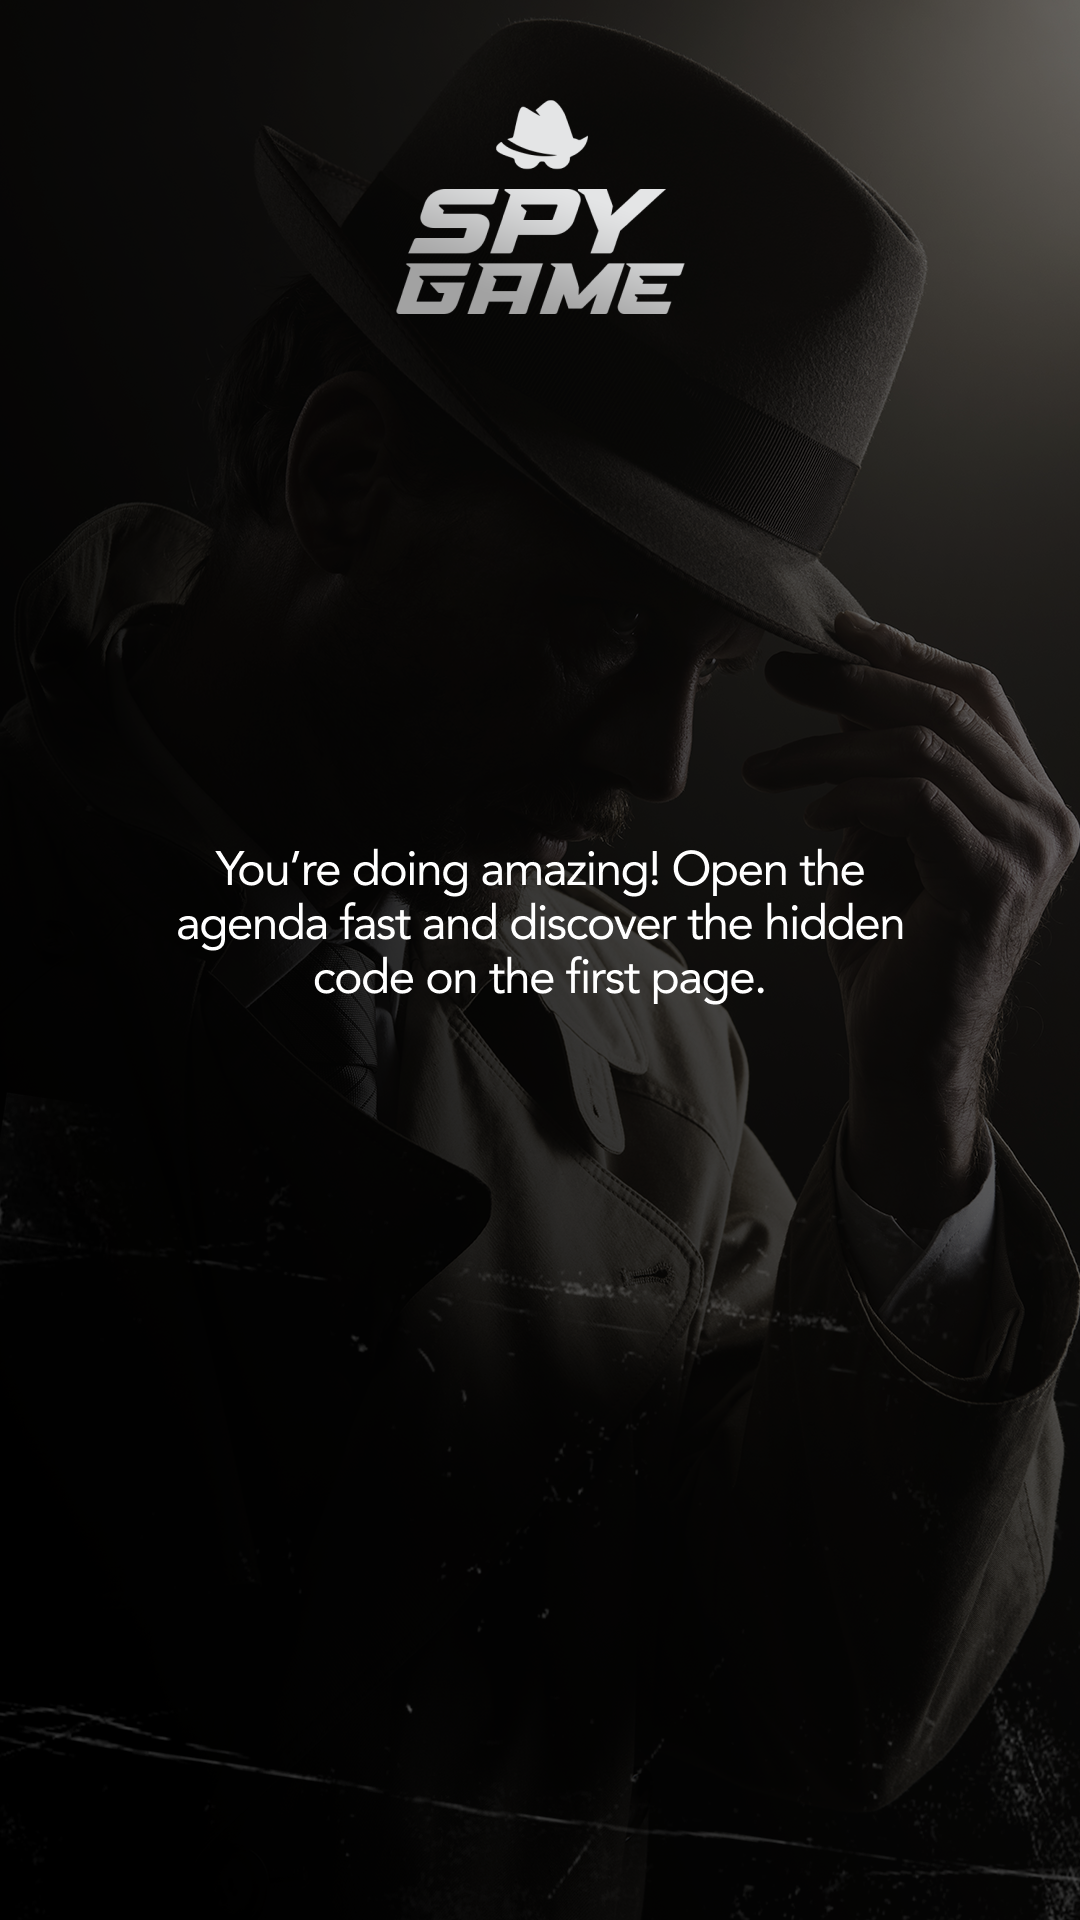 SPY
GAME
You’re doing amazing! Open the
agenda fast and discover the hidden
code on the first page.